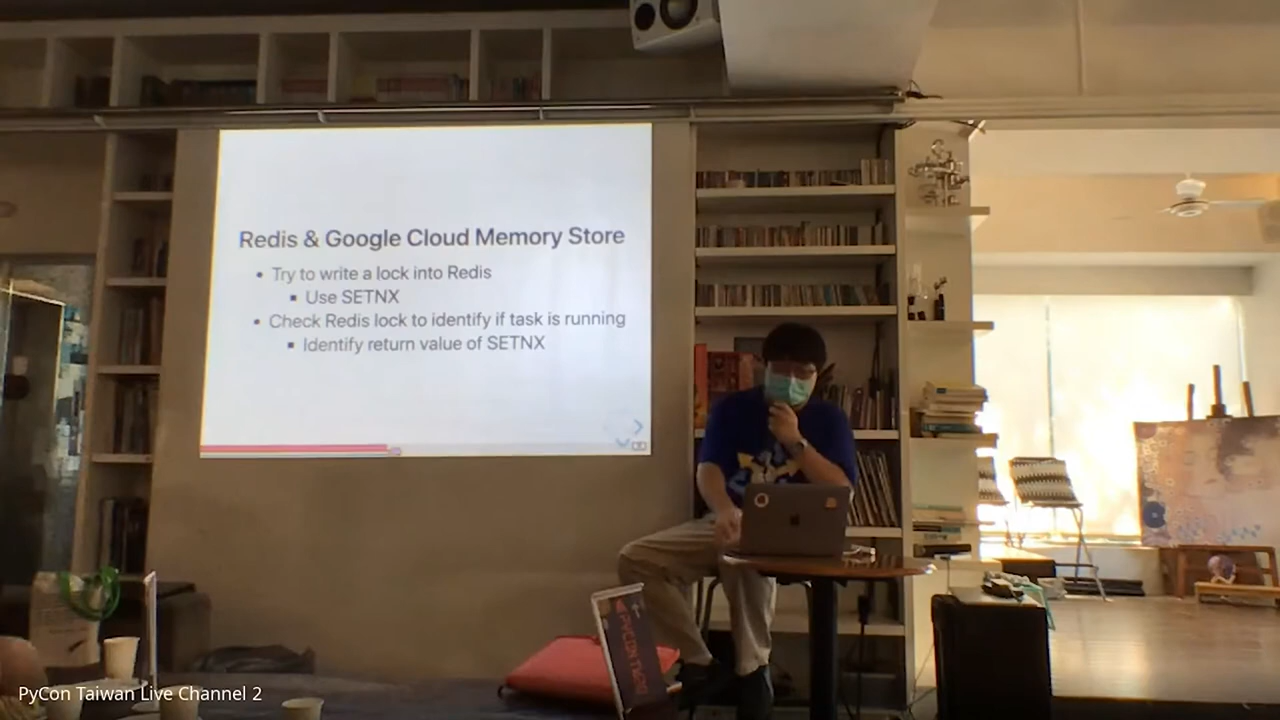 Redis & Google Cloud Memory Store
Try to write a lock into Redis
Use SETNX
Check Redis lock to identify if task is running
Identify return value of SETNX
PyCon Taiwan Live Channel 2